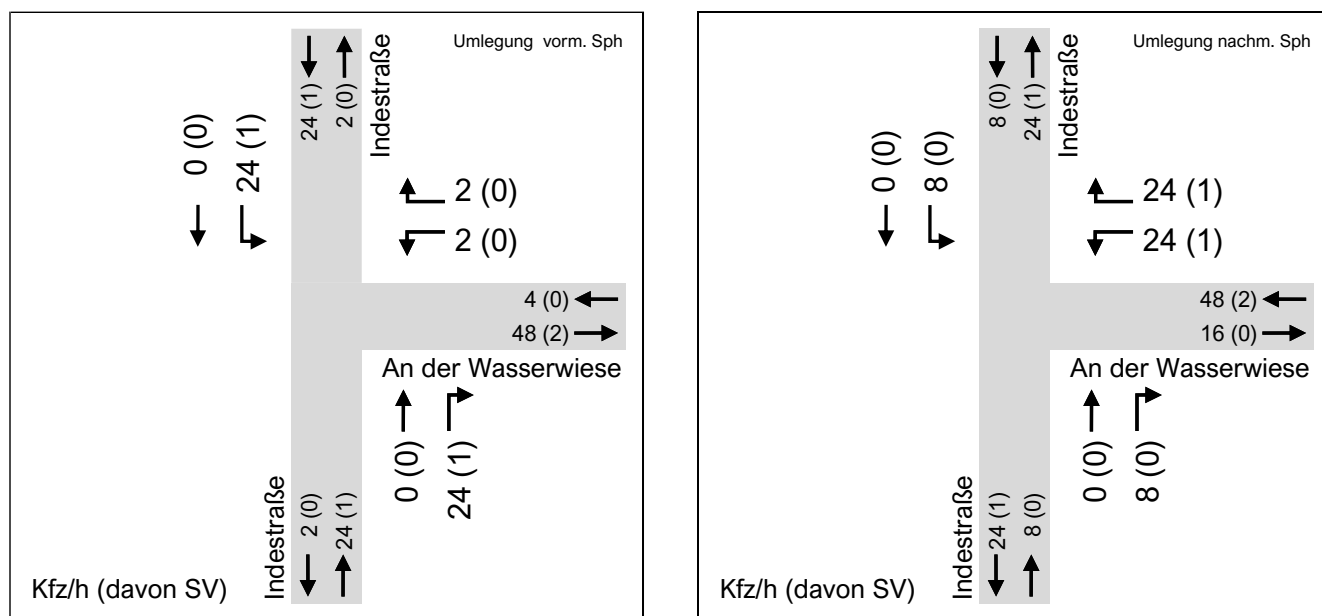 Umlegung vorm. Sph
24 (1)
2 (0)
Indestraße
0 (0)
24 (1)
2 (0)
2 (0)
4 (0)
48 (2)
An der Wasserwiese
0 (0)
24 (1)
Indestraße
2 (0)
24 (1)
Kfz/h (davon SV)
Umlegung nachm. Sph
8 (0)
24 (1)
Indestraße
0 (0)
8 (0)
24 (1)
24 (1)
48 (2)
16 (0)
An der Wasserwiese
0 (0)
8 (0)
Indestraße
24 (1)
8 (0)
Kfz/h (davon SV)